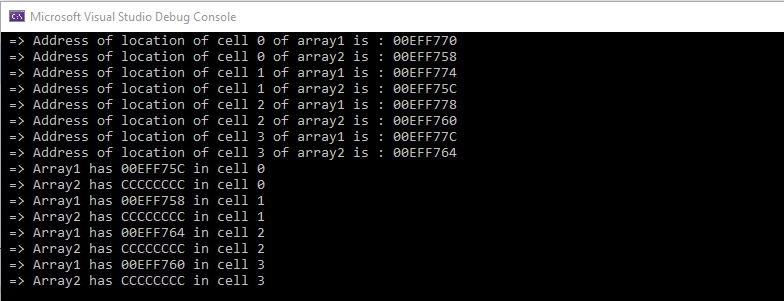 Microsoft Visual Studio Debug Console
=> Address of location of cell 0 of array1 is : 00EFF770
=> Address of location of cell 0 of array2 is : 00EFF758
=> Address of location of cell 1 of array1 is : 00EFF774
=> Address of location of cell 1 of array2 is : 00EFF75C
=> Address of location of cell 2 of array1 is : 00EFF778
=> Address of location of cell 2 of array2 is : 00EFF760
=> Address of location of cell 3 of array1 is : 00EFF77C
=> Address of location of cell 3 of array2 is : 00EFF764
=> Array1 has 00EFF75C in cell 0
=> Array2 has CCCCCCCC in cell 0
=> Array1 has 00EFF758 in cell 1
=> Array2 has CCCCCCCC in cell 1
=> Array1 has 00EFF764 in cell 2
=> Array2 has CCCCCCCC in cell 2
=> Array1 has 00EFF760 in cell 3
=> Array2 has CCCCCCCC in cell 3